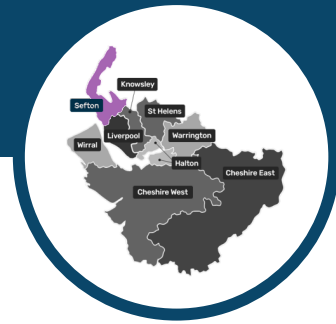 Knowsley
Sefton
St Helens
Liverpool
Warrington
Wirral
Halton
Cheshire East
Cheshire West